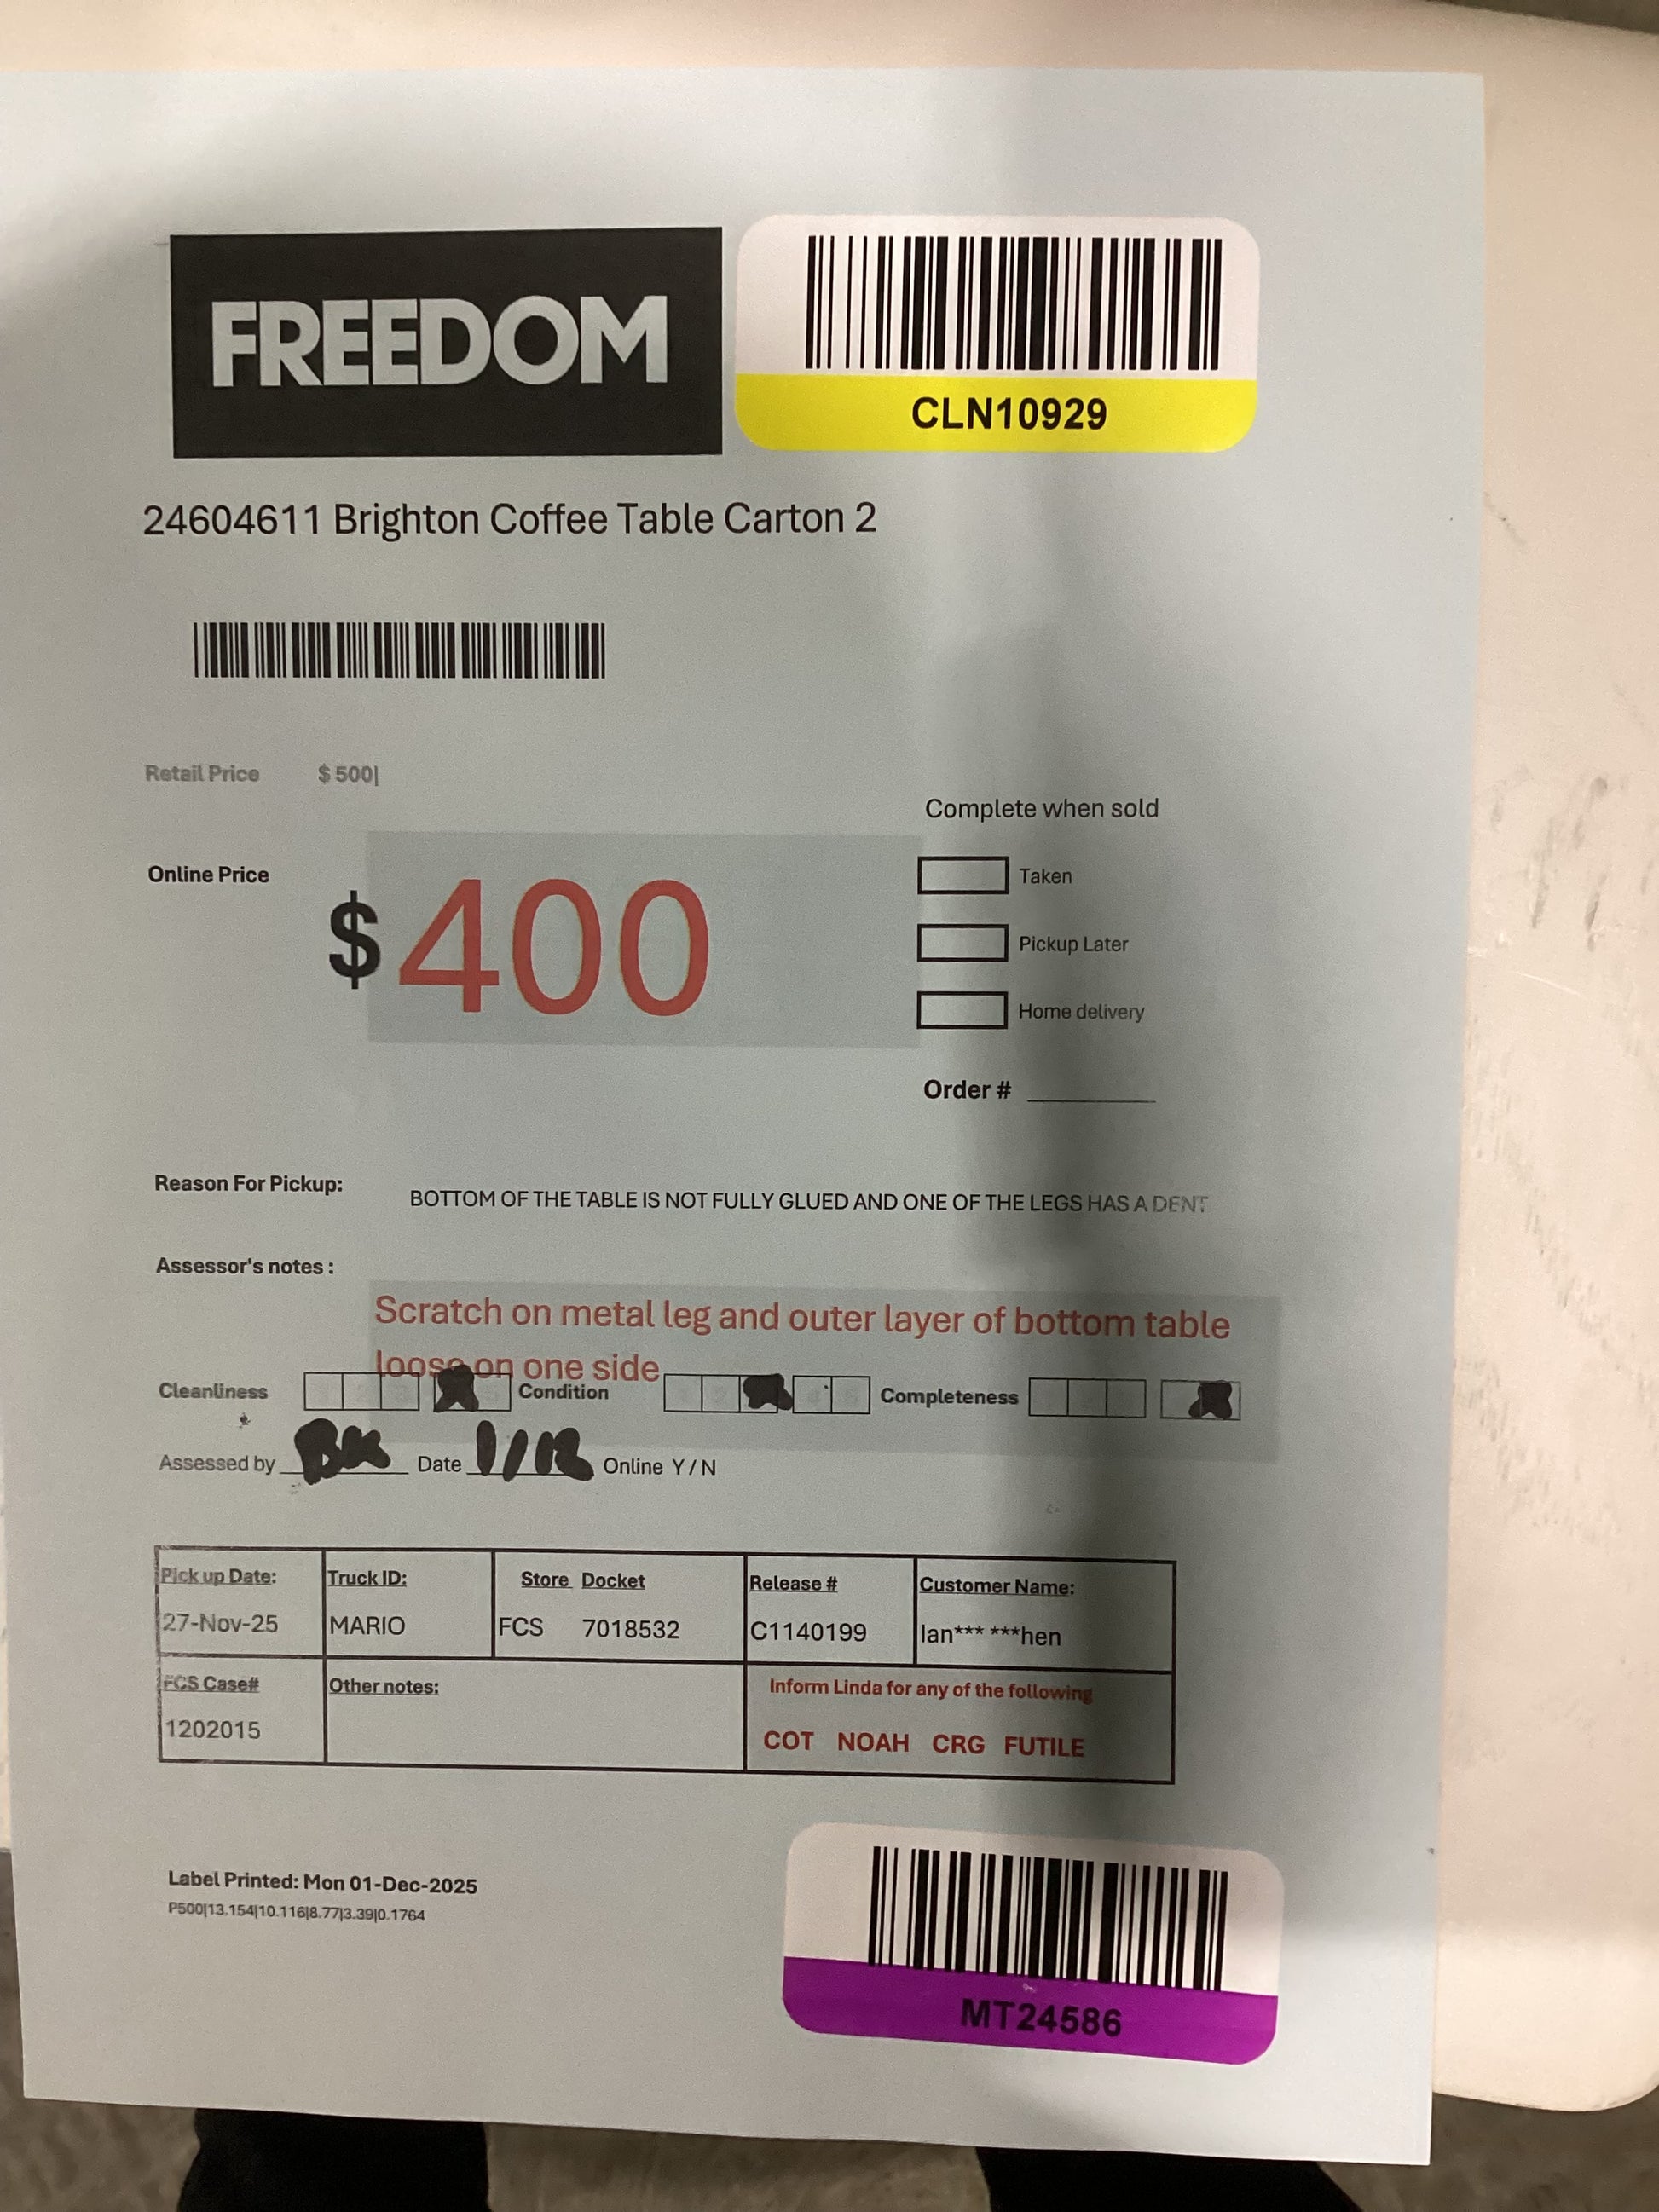 FREEDOM
CLN10929
24604611 Brighton Coffee Table Carton 2
Retail Price $ 500|
Complete when sold
Online Price $ 400
Taken
Pickup Later
Home delivery
Order #
Reason For Pickup: BOTTOM OF THE TABLE IS NOT FULLY GLUED AND ONE OF THE LEGS HAS A DENT
Assessor's notes :
Scratch on metal leg and outer layer of bottom table
loose on one side
Cleanliness Condition Completeness
Assessed by BK Date 1/12 Online Y / N
Pick up Date: Truck ID: Store Docket Release # Customer Name:
27-Nov-25 MARIO FCS 7018532 C1140199 Ian*** ***hen
FCS Case# Other notes: Inform Linda for any of the following
1202015 COT NOAH CRG FUTILE
Label Printed: Mon 01-Dec-2025
P500|13.154|10.116|8.77|3.39|0.1764
MT24586